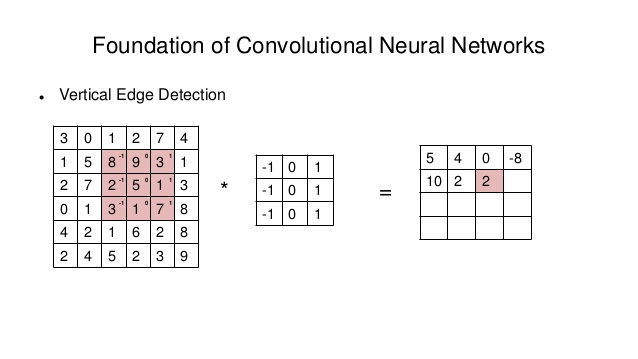 Foundation of Convolutional Neural Networks
• Vertical Edge Detection
3 0 1 2 7 4
1 5 8 -1 9 0 3 1 1
2 7 2 -1 5 0 1 1 3
0 1 3 -1 1 0 7 1 8
4 2 1 6 2 8
2 4 5 2 3 9
*
-1 0 1
-1 0 1
-1 0 1
=
5 4 0 -8
10 2 2